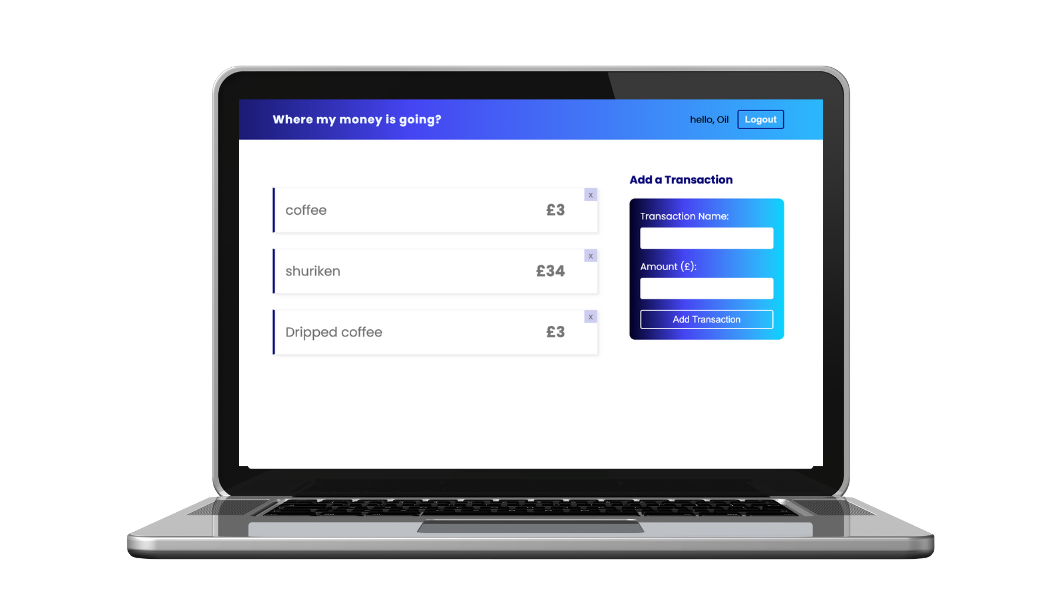 Where my money is going?
hello, Oil
Logout
coffee
£3
x
shuriken
£34
x
Dripped coffee
£3
x
Add a Transaction
Transaction Name:
Amount (£):
Add Transaction